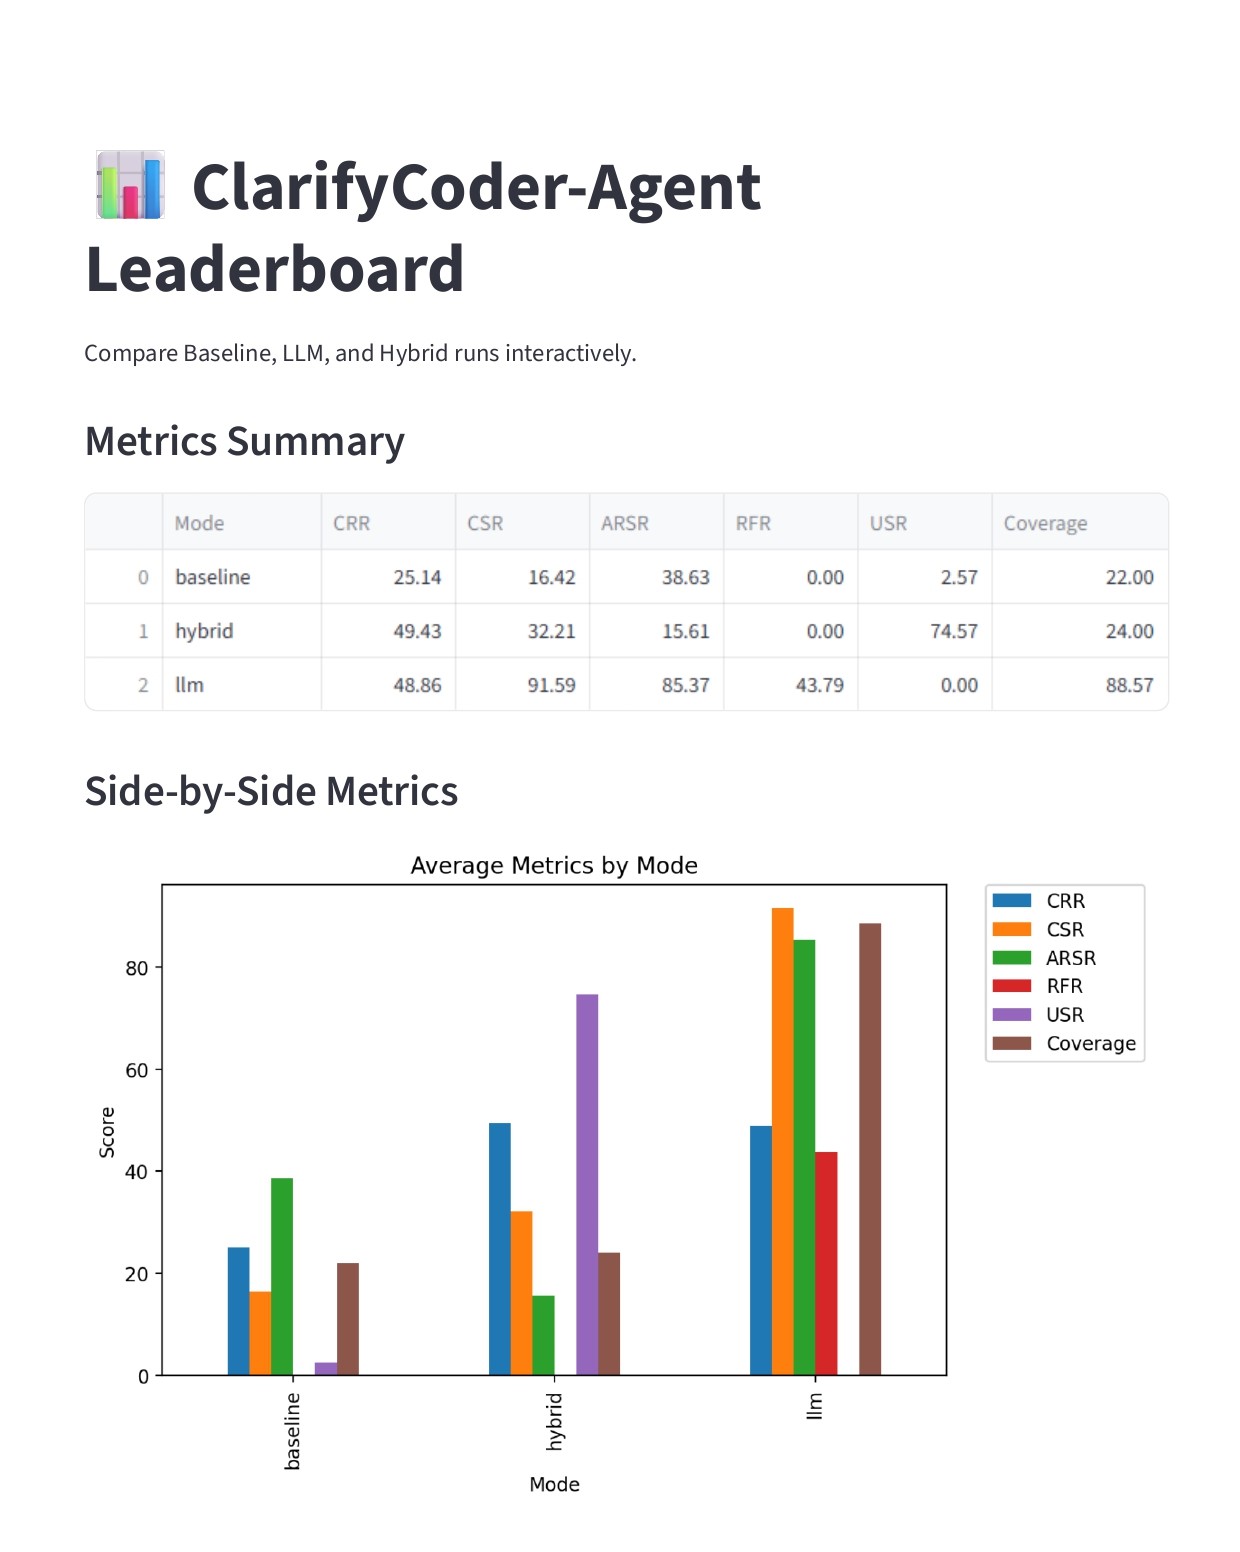 ClarifyCoder-Agent
Leaderboard
Compare Baseline, LLM, and Hybrid runs interactively.
Metrics Summary
Mode CRR CSR ARSR RFR USR Coverage
0 baseline 25.14 16.42 38.63 0.00 2.57 22.00
1 hybrid 49.43 32.21 15.61 0.00 74.57 24.00
2 llm 48.86 91.59 85.37 43.79 0.00 88.57
Side-by-Side Metrics
Average Metrics by Mode
CRR
CSR
ARSR
RFR
USR
Coverage
Score
80
60
40
20
0
baseline
hybrid
llm
Mode